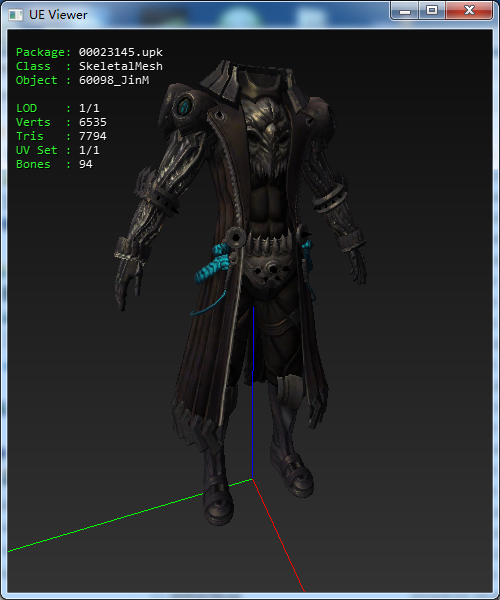 UE Viewer
Package: 00023145.upk
Class : SkeletalMesh
Object : 60098_JinM
LOD : 1/1
Verts : 6535
Tris : 7794
UV Set : 1/1
Bones : 94